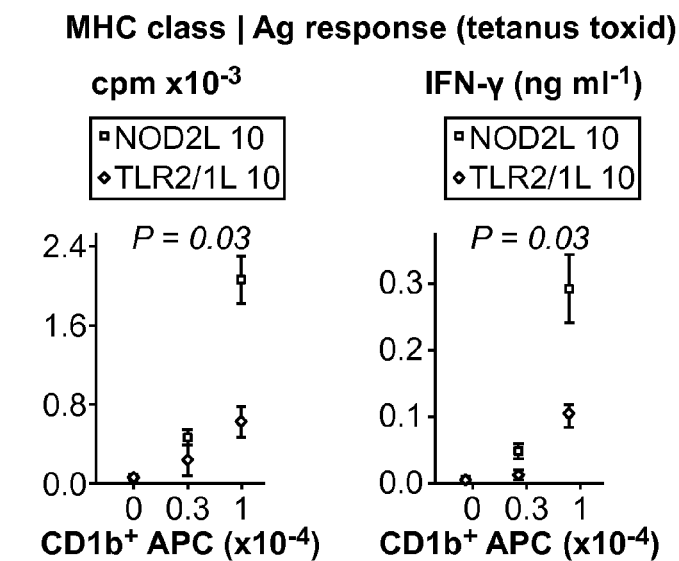 MHC class | Ag response (tetanus toxid)
cpm x10-3
NOD2L 10
TLR2/1L 10
P = 0.03
2.4
1.6
0.8
0.0
0 0.3 1
CD1b+ APC (x10-4)
IFN-γ (ng ml-1)
NOD2L 10
TLR2/1L 10
P = 0.03
0.3
0.2
0.1
0.0
0 0.3 1
CD1b+ APC (x10-4)